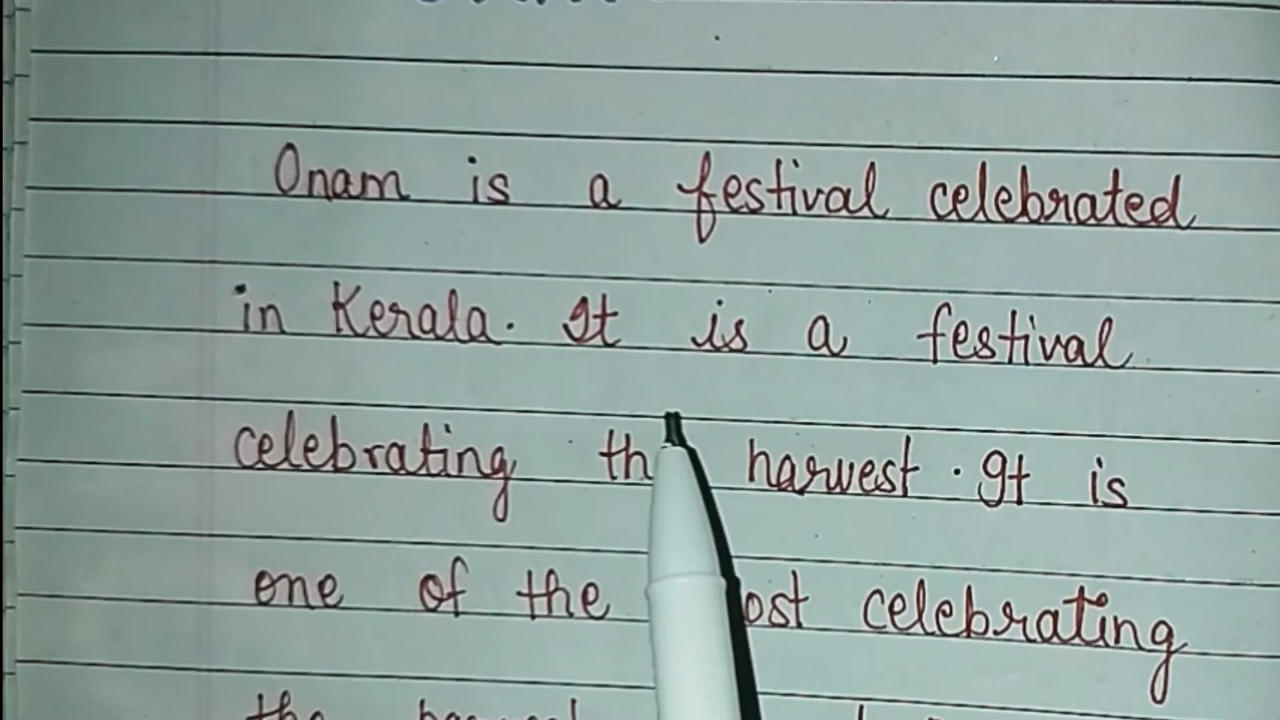 Onam is a festival celebrated
in Kerala. It is a festival
celebrating th harvest. It is
one of the ost celebrating
the